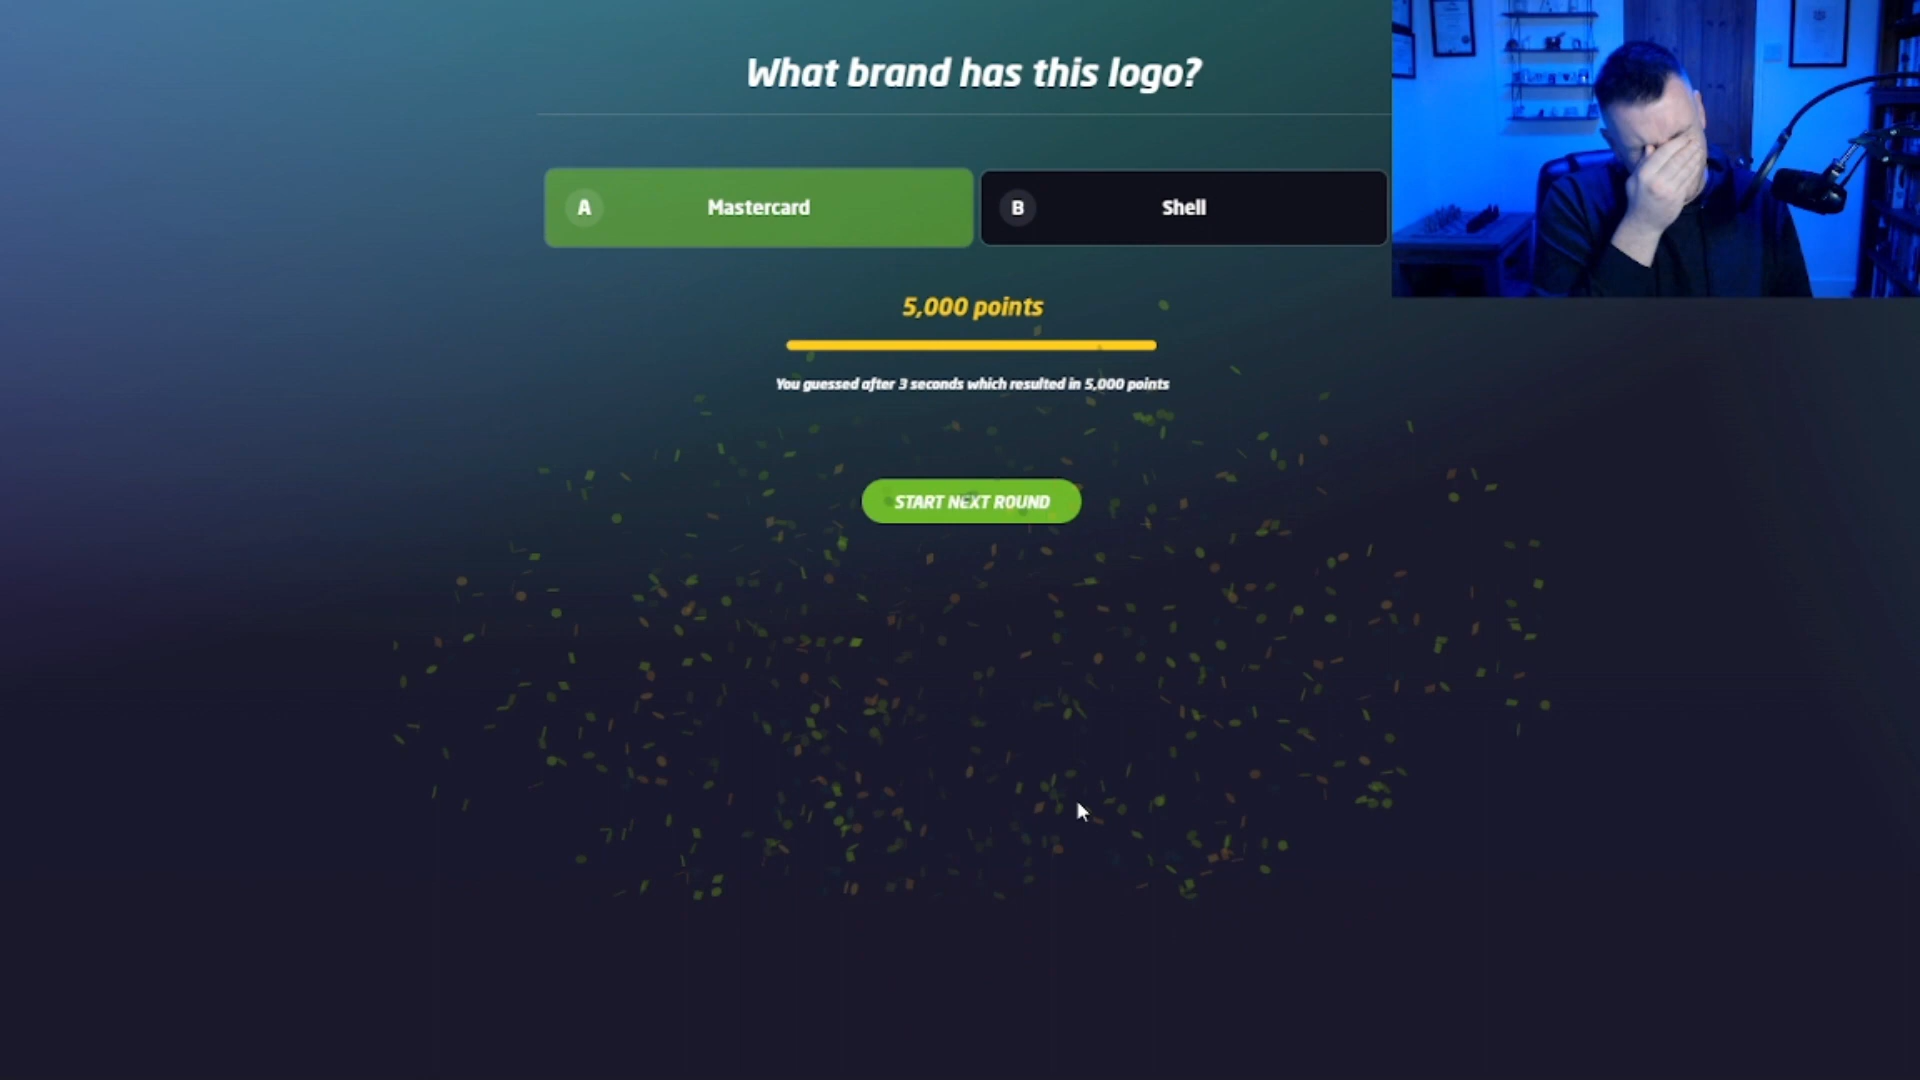 What brand has this logo?
A Mastercard
B Shell
5,000 points
You guessed after 3 seconds which resulted in 5,000 points
START NEXT ROUND